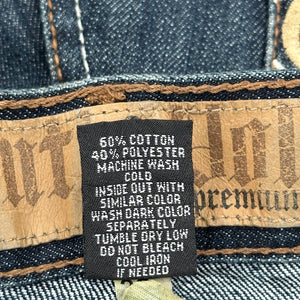 60% COTTON
40% POLYESTER
MACHINE WASH
COLD
INSIDE OUT WITH
SIMILAR COLOR
WASH DARK COLOR
SEPARATELY
TUMBLE DRY LOW
DO NOT BLEACH
COOL IRON
IF NEEDED
premium